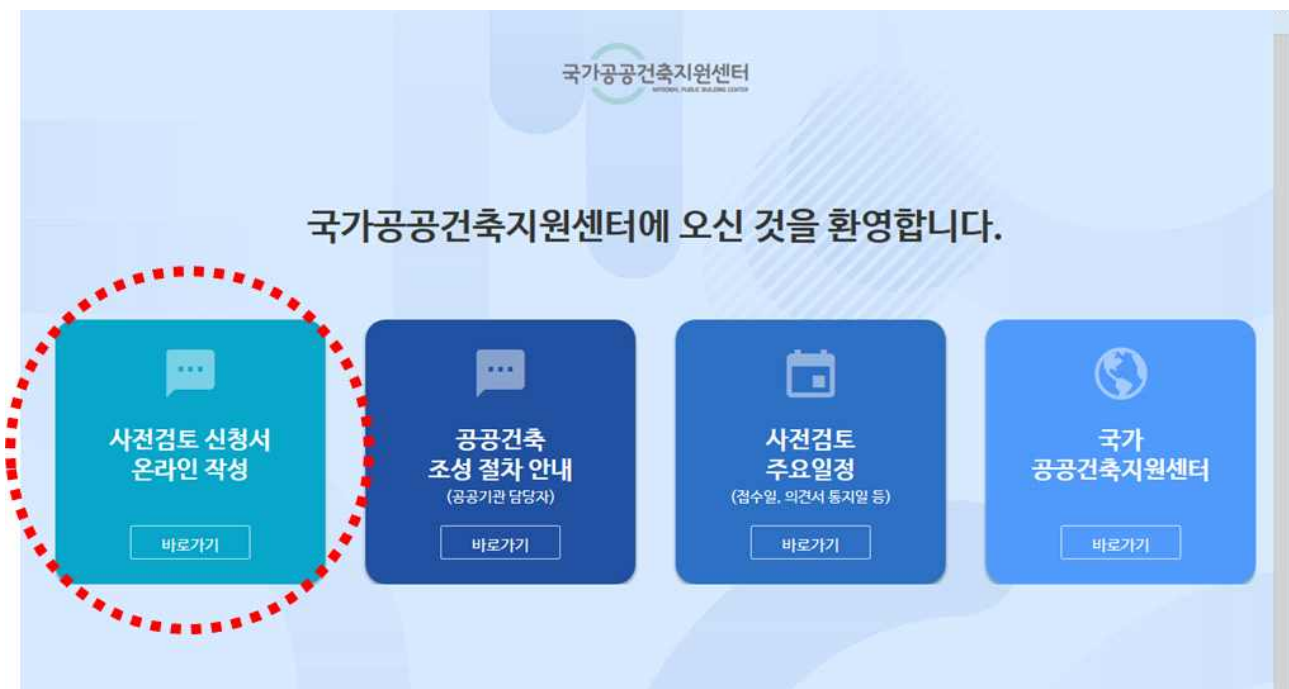 국가공공건축지원센터
NATIONAL PUBLIC BUILDING CENTER
국가공공건축지원센터에 오신 것을 환영합니다.
사전검토 신청서
온라인 작성
바로가기
공공건축
조성 절차 안내
(공공기관 담당자)
바로가기
사전검토
주요일정
(접수일, 의견서 통지일 등)
바로가기
국가
공공건축지원센터
바로가기